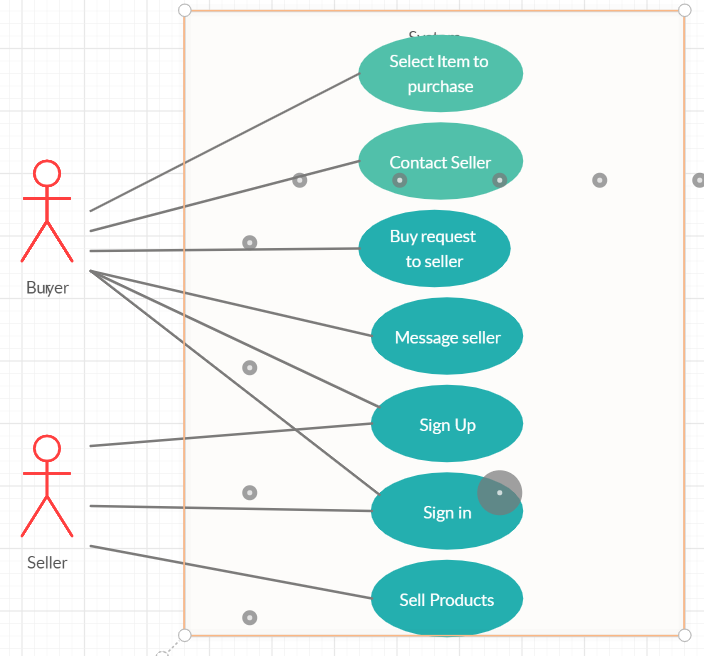 System
Select Item to
purchase
Contact Seller
Buy request
to seller
Buyer
Message seller
Sign Up
Sign in
Seller
Sell Products